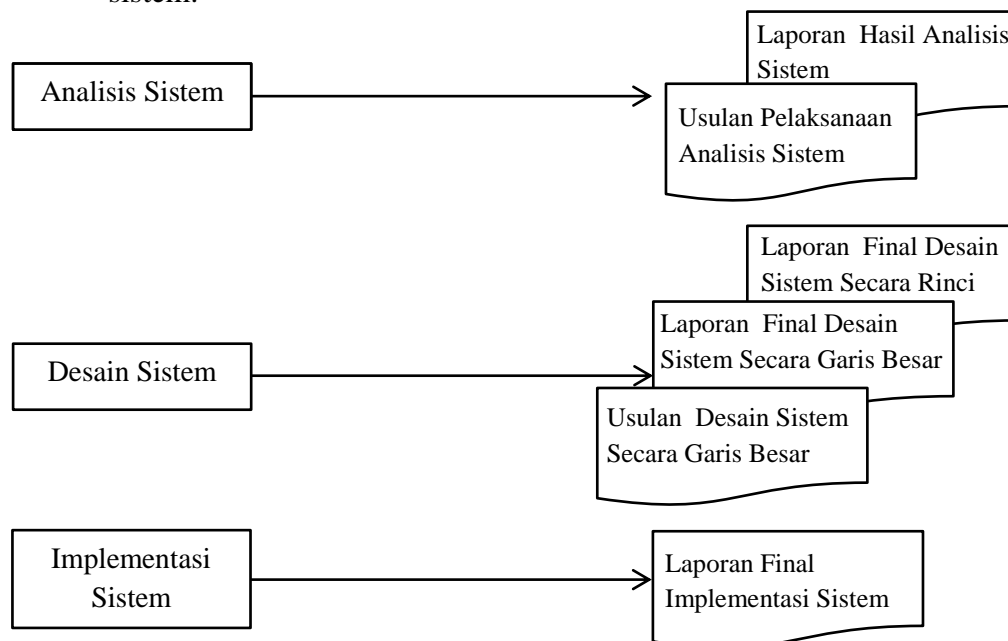 sistem.
Laporan Hasil Analisis
Sistem
Analisis Sistem
Usulan Pelaksanaan
Analisis Sistem
Laporan Final Desain
Sistem Secara Rinci
Laporan Final Desain
Sistem Secara Garis Besar
Desain Sistem
Usulan Desain Sistem
Secara Garis Besar
Implementasi
Sistem
Laporan Final
Implementasi Sistem